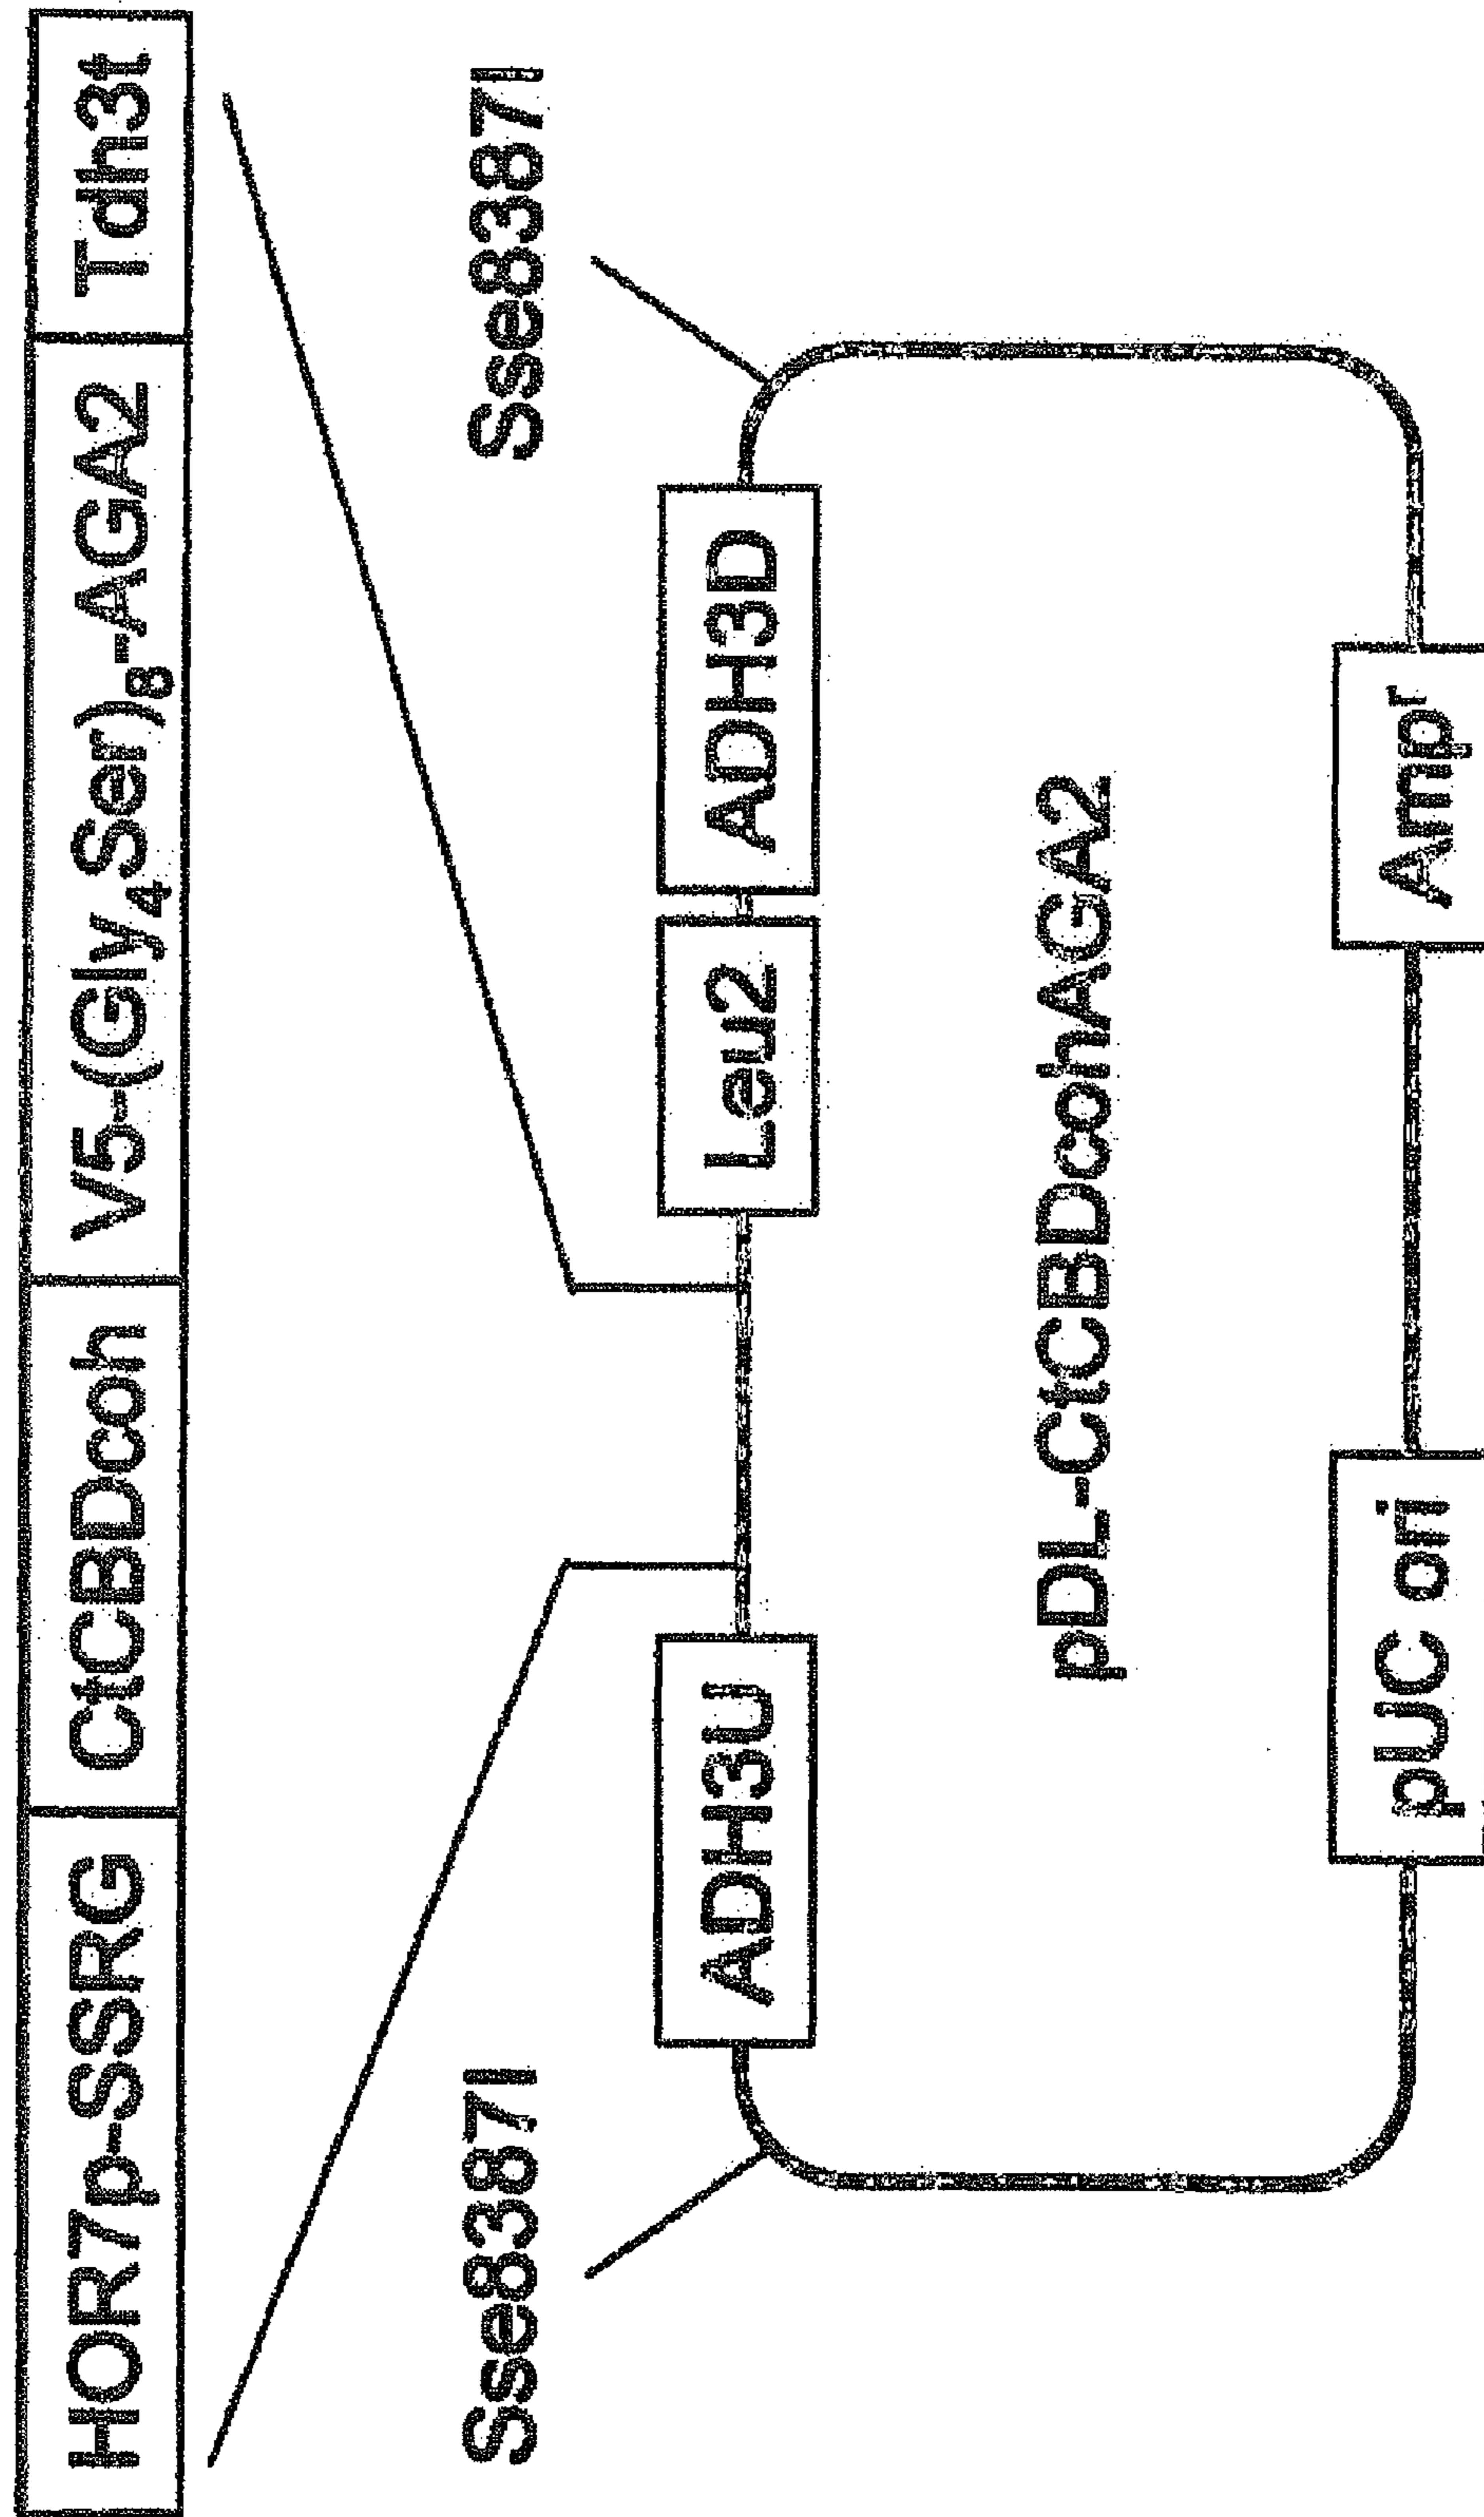 HOR7p-SSRG CtCBDcoh V5-(Gly₄Ser)₈-AGA2 Tdh3t
Sse8387I Sse8387I
ADH3U Leu2 ADH3D
pDL-CtCBDcohAGA2
pUC ori Ampʳ